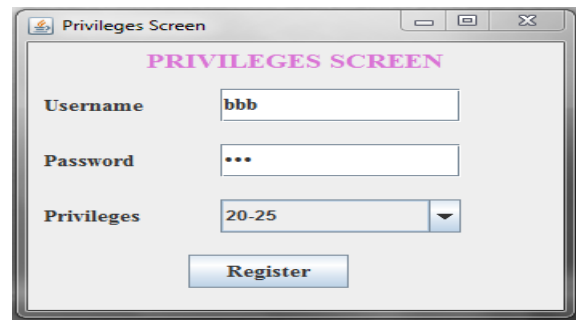 Privileges Screen
PRIVILEGES SCREEN
Username bbb
Password •••
Privileges 20-25
Register